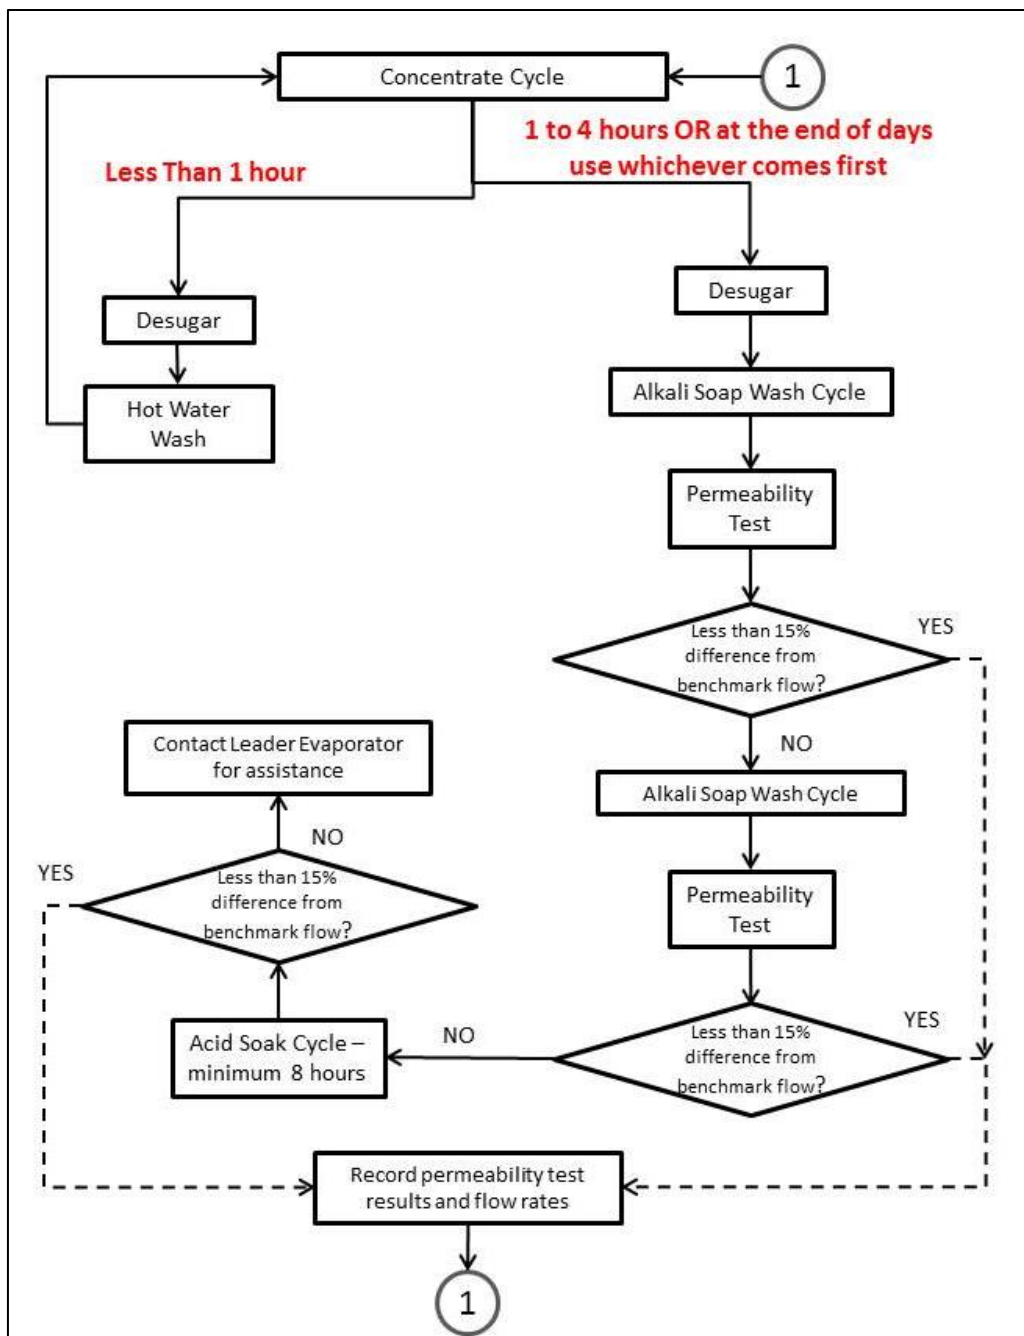 Concentrate Cycle
1
1 to 4 hours OR at the end of days
use whichever comes first
Less Than 1 hour
Desugar
Desugar
Hot Water
Wash
Alkali Soap Wash Cycle
Permeability
Test
Less than 15%
difference from
benchmark flow?
YES
NO
Alkali Soap Wash Cycle
Permeability
Test
Less than 15%
difference from
benchmark flow?
YES
NO
Acid Soak Cycle –
minimum 8 hours
Less than 15%
difference from
benchmark flow?
YES
NO
Contact Leader Evaporator
for assistance
Record permeability test
results and flow rates
1